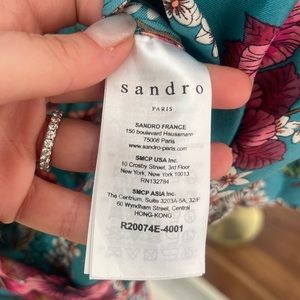 sandro
PARIS
SANDRO FRANCE
150 boulevard Haussmann
75008 Paris
www.sandro-paris.com
SMCP USA Inc.
10 Crosby Street, 3rd Floor
New York, New York 10013
RN132784
SMCP ASIA Inc.
The Centrium, Suite 3203A-5A, 32/F
60 Wyndham Street, Central
HONG-KONG
R20074E-4001